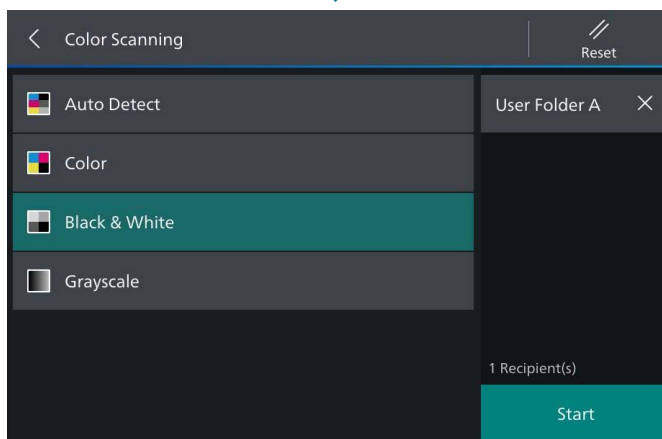 Color Scanning
Reset
Auto Detect
User Folder A
Color
Black & White
Grayscale
1 Recipient(s)
Start